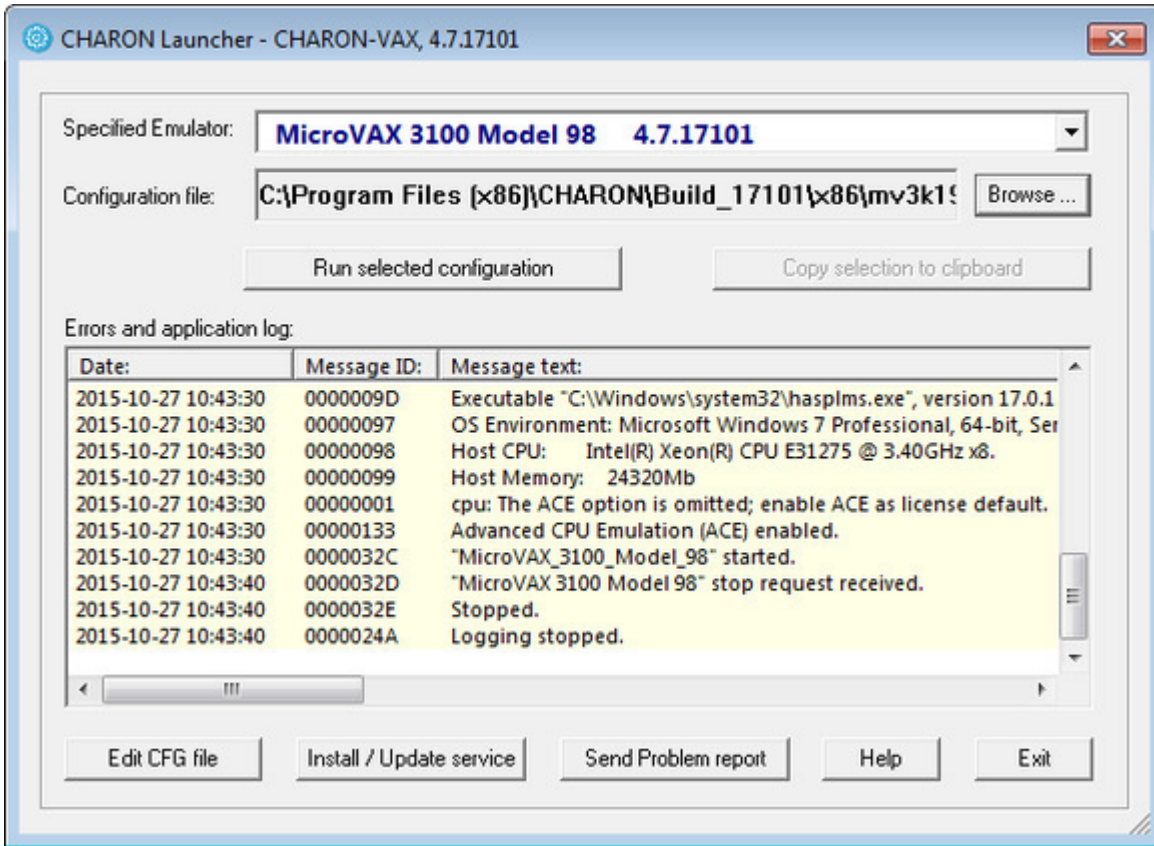 CHARON Launcher - CHARON-VAX, 4.7.17101
Specified Emulator: MicroVAX 3100 Model 98 4.7.17101
Configuration file: C:\Program Files (x86)\CHARON\Build_17101\x86\mv3k19 Browse ...
Run selected configuration Copy selection to clipboard
Errors and application log:
Date: Message ID: Message text:
2015-10-27 10:43:30 0000009D Executable "C:\Windows\system32\hasplms.exe", version 17.0.1
2015-10-27 10:43:30 00000097 OS Environment: Microsoft Windows 7 Professional, 64-bit, Ser
2015-10-27 10:43:30 00000098 Host CPU: Intel(R) Xeon(R) CPU E31275 @ 3.40GHz x8.
2015-10-27 10:43:30 00000099 Host Memory: 24320Mb
2015-10-27 10:43:30 00000001 cpu: The ACE option is omitted; enable ACE as license default.
2015-10-27 10:43:30 00000133 Advanced CPU Emulation (ACE) enabled.
2015-10-27 10:43:30 0000032C "MicroVAX_3100_Model_98" started.
2015-10-27 10:43:40 0000032D "MicroVAX 3100 Model 98" stop request received.
2015-10-27 10:43:40 0000032E Stopped.
2015-10-27 10:43:40 0000024A Logging stopped.
Edit CFG file Install / Update service Send Problem report Help Exit